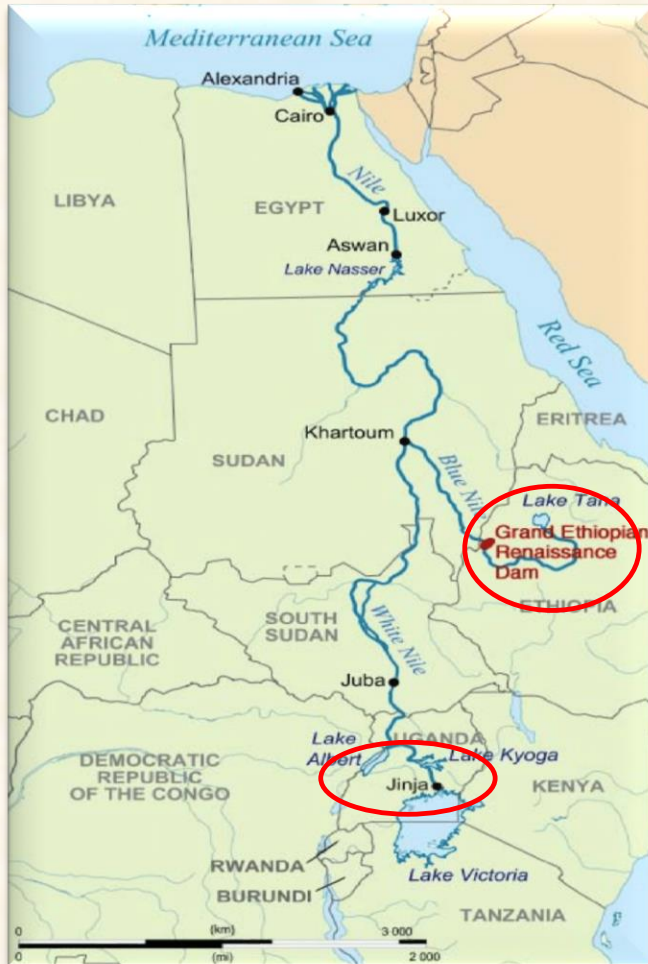 Mediterranean Sea
Alexandria
Cairo
Nile
LIBYA
EGYPT
Luxor
Aswan
Lake Nasser
Red Sea
CHAD
ERITREA
Khartoum
SUDAN
Blue Nile
Lake Tana
Grand Ethiopian
Renaissance
Dam
ETHIOPIA
CENTRAL
AFRICAN
REPUBLIC
SOUTH
SUDAN
White Nile
Juba
UGANDA
Lake
Albert
Lake Kyoga
DEMOCRATIC
REPUBLIC
OF THE CONGO
Jinja
KENYA
RWANDA
BURUNDI
Lake Victoria
TANZANIA
0 (km) 3 000
0 (mi) 2 000